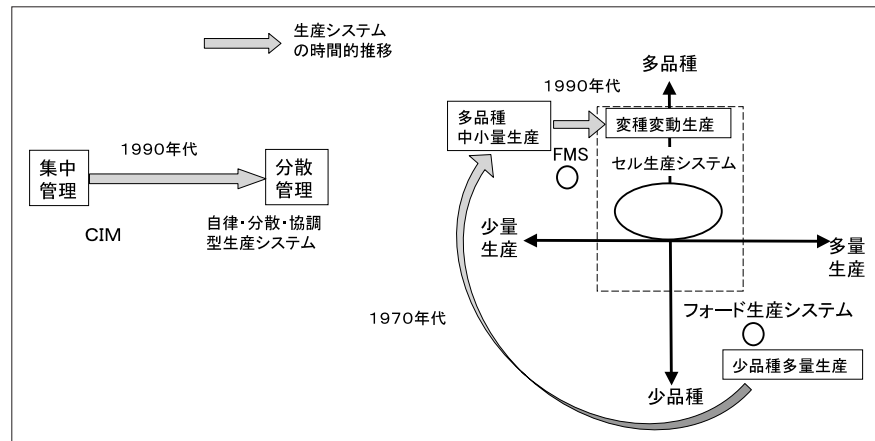 生産システム
の時間的推移
1990年代
集中
管理
分散
管理
CIM
自律・分散・協調
型生産システム
多品種
1990年代
多品種
中小量生産
変種変動生産
FMS
セル生産システム
少量
生産
多量
生産
1970年代
フォード生産システム
少品種多量生産
少品種